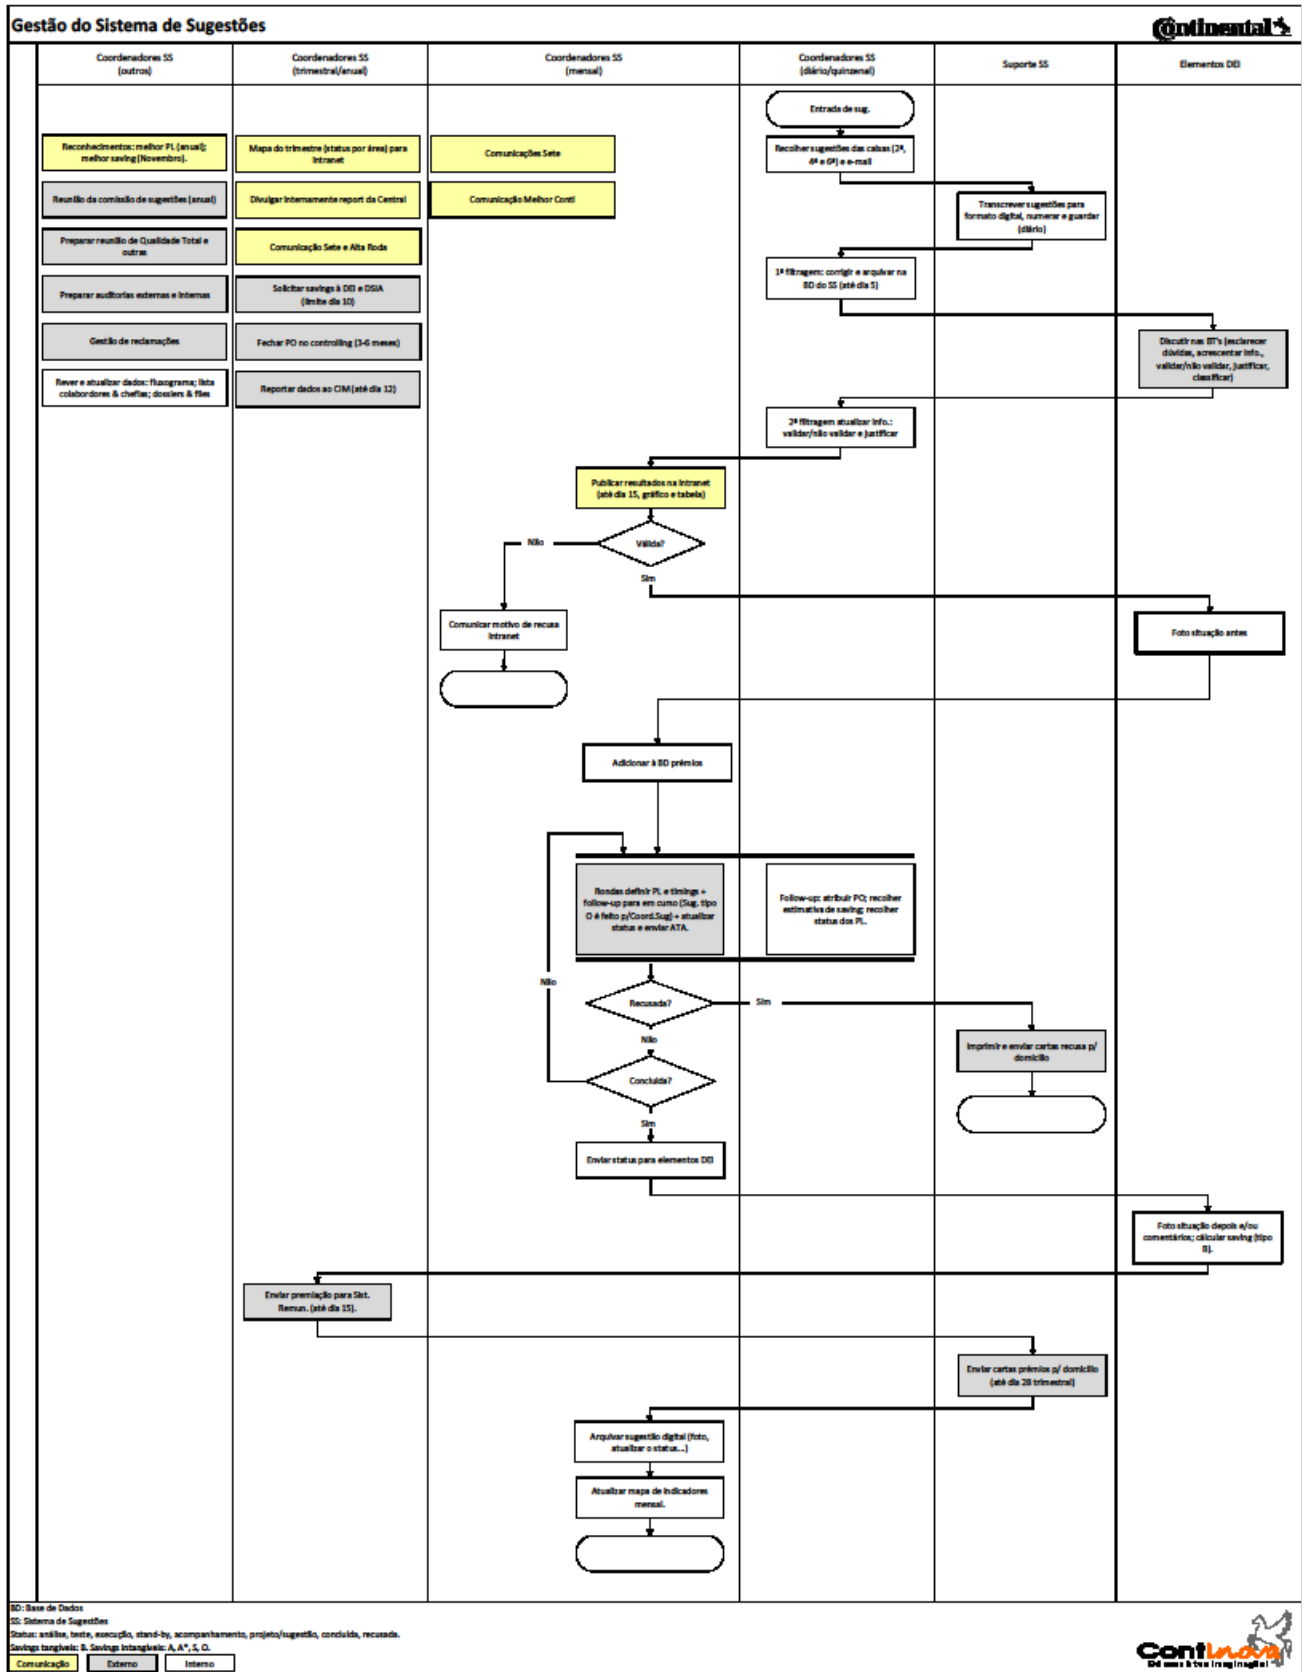 Gestão do Sistema de Sugestões
Continental
Coordenadores SS
(outros)
Coordenadores SS
(trimestral/anual)
Coordenadores SS
(mensal)
Coordenadores SS
(diário/quinzenal)
Suporte SS
Elementos DEI
Entrada de sug.
Reconhecimentos: melhor PL (anual);
melhor saving (Novembro).
Mapa do trimestre (status por área) para
Intranet
Comunicações Sete
Recolher sugestões das caixas (2ª,
4ª e 6ª) e e-mail
Reunião da comissão de sugestões (anual)
Divulgar internamente report da Central
Comunicação Melhor Conti
Transcrever sugestões para
formato digital, numerar e guardar
(diário)
Preparar reunião de Qualidade Total e
outras
Comunicação Sete e Alta Roda
1ª filtragem: corrigir e arquivar na
BD do SS (até dia 5)
Preparar auditorias externas e internas
Solicitar savings à DEI e DSIA
(limite dia 10)
Gestão de reclamações
Fechar PO no controlling (3-6 meses)
Discutir nas BT's (esclarecer
dúvidas, acrescentar info.,
validar/não validar, justificar,
classificar)
Rever e atualizar dados: fluxograma; lista
colabordores & chefias; dossiers & files
Reportar dados ao CIM (até dia 12)
2ª filtragem atualizar info.:
validar/não validar e justificar
Publicar resultados na Intranet
(até dia 15, gráfico e tabela)
Não
Válida?
Sim
Comunicar motivo de recusa
Intranet
Foto situação antes
Adicionar à BD prémios
Rondas definir PL e timings +
follow-up para em curso (Sug. tipo
O é feito p/Coord.Sug) + atualizar
status e enviar ATA.
Follow-up: atribuir PO; recolher
estimativa de saving; recolher
status dos PL.
Não
Recusada?
Sim
Não
Imprimir e enviar cartas recusa p/
domicílio
Concluída?
Sim
Enviar status para elementos DEI
Foto situação depois e/ou
comentários; cálcular saving (tipo
B).
Enviar premiação para Sist.
Remun. (até dia 15).
Enviar cartas prémios p/ domicílio
(até dia 28 trimestral)
Arquivar sugestão digital (foto,
atualizar o status...)
Atualizar mapa de indicadores
mensal.
BD: Base de Dados
SS: Sistema de Sugestões
Status: análise, teste, execução, stand-by, acompanhamento, projeto/sugestão, concluída, recusada.
Savings tangíveis: B. Savings intangíveis: A, A*, S, O.
Comunicação
Externo
Interno
ContInova